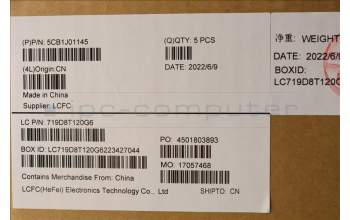 (P)P/N: 5CB1J01145
(Q)QTY: 5 PCS
(4L)Origin:CN
DATE: 2022/6/9
Made in China
Supplier: LCFC
净重: WEIGHT
DATE: 2022/6/9
BOXID:
LC719D8T120G
LC P/N: 719D8T120G6
PO: 4501803893
BOX ID: LC719D8T120G6223427044
MO: 17057468
Contains Merchandise From: China
LCFC(HeFei) Electronics Technology Co., Ltd
SHIPTO: CN